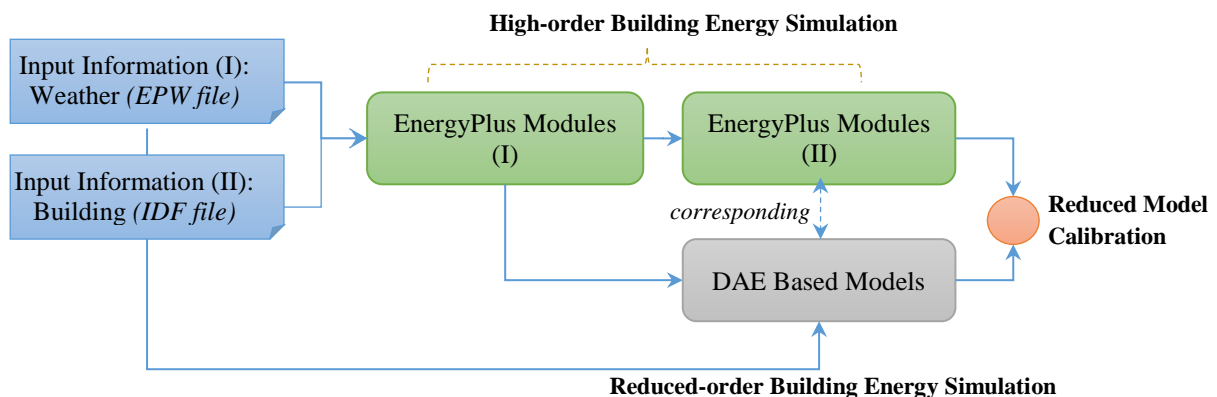 High-order Building Energy Simulation
Input Information (I):
Weather (EPW file)
EnergyPlus Modules
(I)
EnergyPlus Modules
(II)
Input Information (II):
Building (IDF file)
corresponding
Reduced Model
Calibration
DAE Based Models
Reduced-order Building Energy Simulation